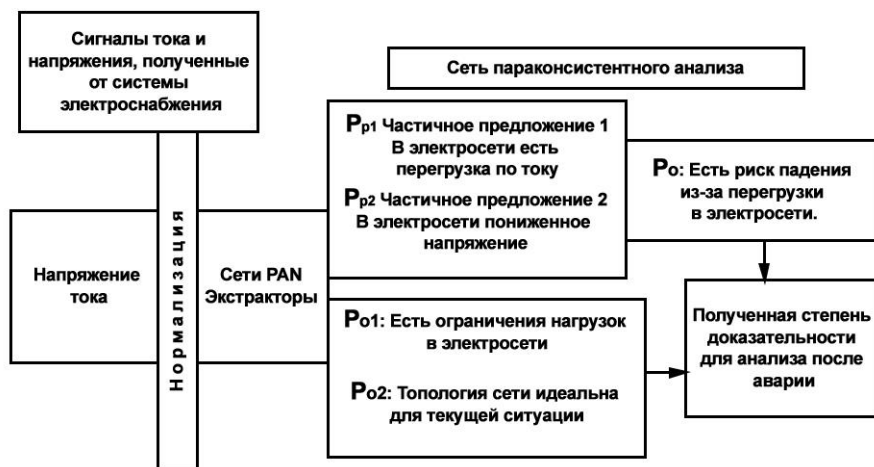 Сигналы тока и
напряжения, полученные
от системы
электроснабжения
Сеть параконсистентного анализа
Нормализация
Напряжение
тока
Сети PAN
Экстракторы
Pp1 Частичное предложение 1
В электросети есть
перегрузка по току
Pp2 Частичное предложение 2
В электросети пониженное
напряжение
Po: Есть риск падения
из-за перегрузки
в электросети.
Po1: Есть ограничения нагрузок
в электросети
Po2: Топология сети идеальна
для текущей ситуации
Полученная степень
доказательности
для анализа после
аварии